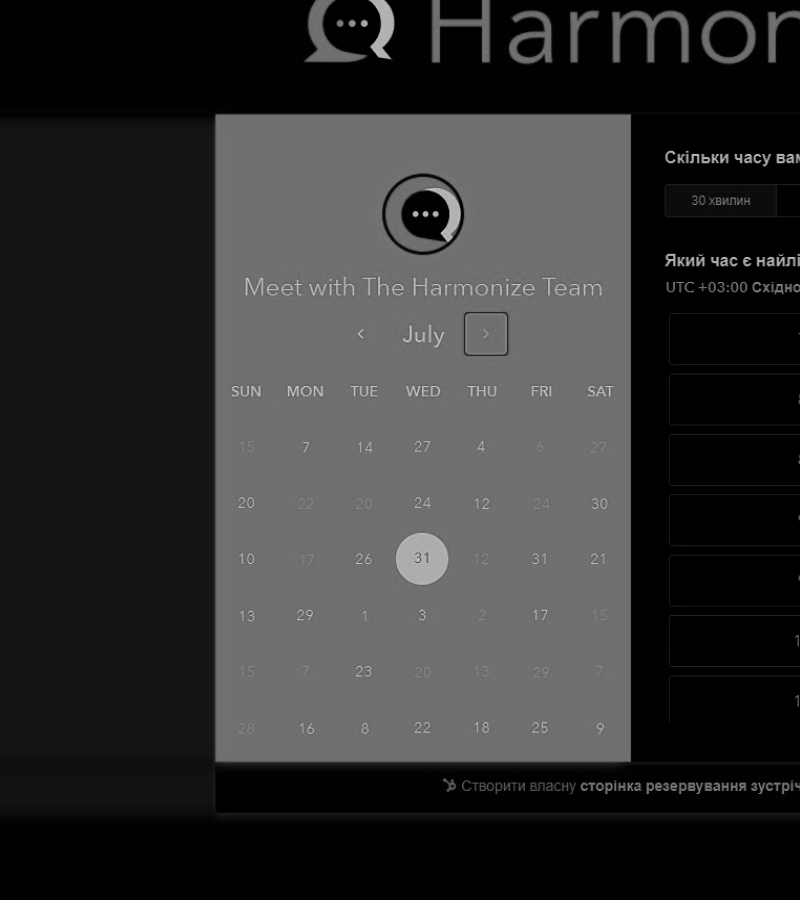 Harmon
Скільки часу вам
30 хвилин
Який час є найлі
UTC +03:00 Східно
Meet with The Harmonize Team
July
SUN MON TUE WED THU FRI SAT
15 7 14 27 4 6 27
20 22 20 24 12 24 30
10 17 26 31 12 31 21
13 29 1 3 2 17 15
15 7 23 20 13 29 7
28 16 8 22 18 25 9
Створити власну сторінка резервування зустріч